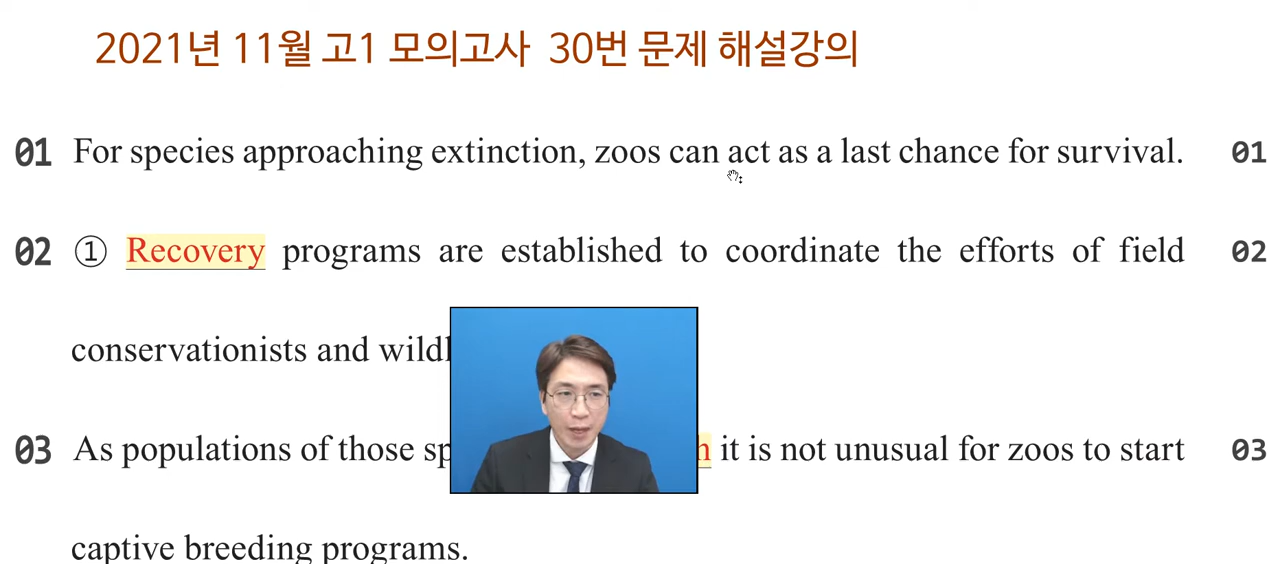 2021년 11월 고1 모의고사 30번 문제 해설강의
01 For species approaching extinction, zoos can act as a last chance for survival. 01
02 ① Recovery programs are established to coordinate the efforts of field 02
conservationists and
03 As populations of those it is not unusual for zoos to start 03
captive breeding programs.